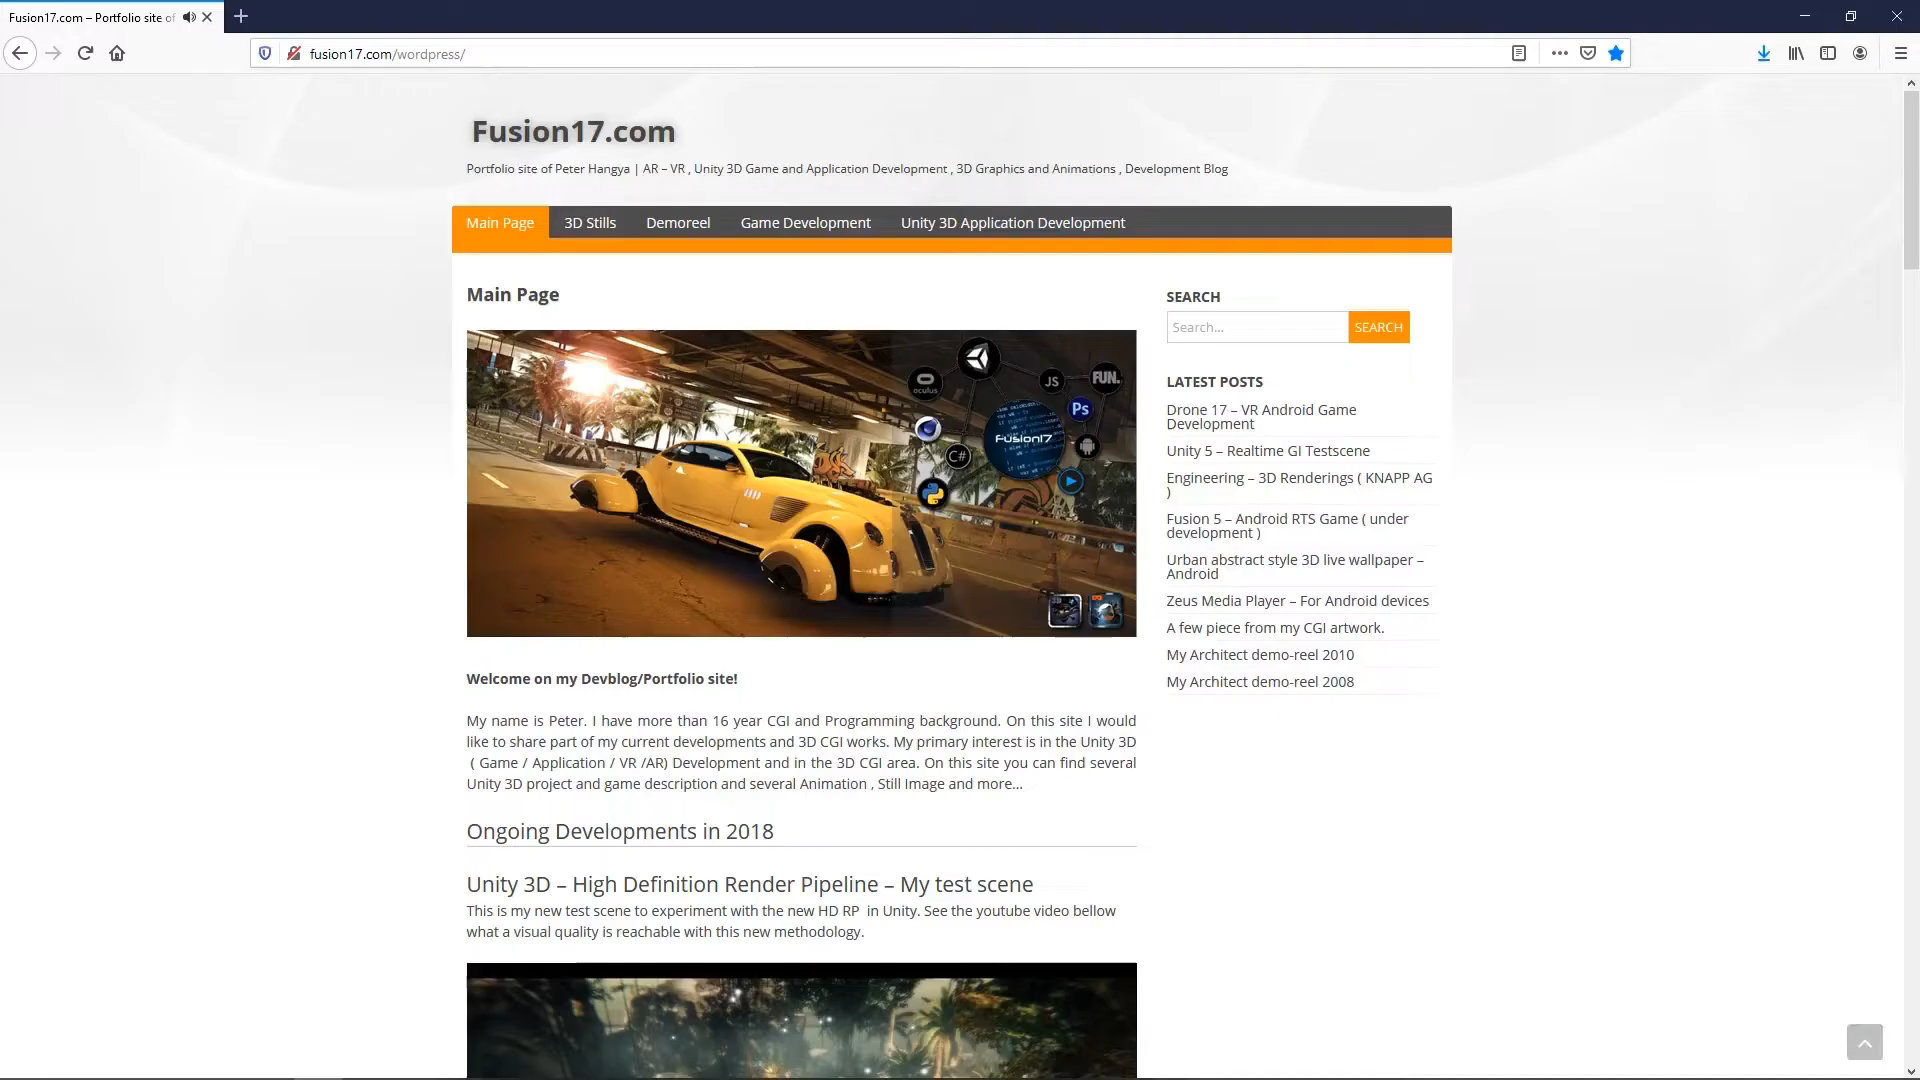 Fusion17.com – Portfolio site of
fusion17.com/wordpress/
Fusion17.com
Portfolio site of Peter Hangya | AR – VR , Unity 3D Game and Application Development , 3D Graphics and Animations , Development Blog
Main Page 3D Stills Demoreel Game Development Unity 3D Application Development
Main Page
oculus
JS
FUN.
Ps
Fusion17
C#
Welcome on my Devblog/Portfolio site!
My name is Peter. I have more than 16 year CGI and Programming background. On this site I would
like to share part of my current developments and 3D CGI works. My primary interest is in the Unity 3D
( Game / Application / VR /AR) Development and in the 3D CGI area. On this site you can find several
Unity 3D project and game description and several Animation , Still Image and more...
Ongoing Developments in 2018
Unity 3D – High Definition Render Pipeline – My test scene
This is my new test scene to experiment with the new HD RP in Unity. See the youtube video bellow
what a visual quality is reachable with this new methodology.
SEARCH
Search... SEARCH
LATEST POSTS
Drone 17 – VR Android Game
Development
Unity 5 – Realtime GI Testscene
Engineering – 3D Renderings ( KNAPP AG
)
Fusion 5 – Android RTS Game ( under
development )
Urban abstract style 3D live wallpaper –
Android
Zeus Media Player – For Android devices
A few piece from my CGI artwork.
My Architect demo-reel 2010
My Architect demo-reel 2008